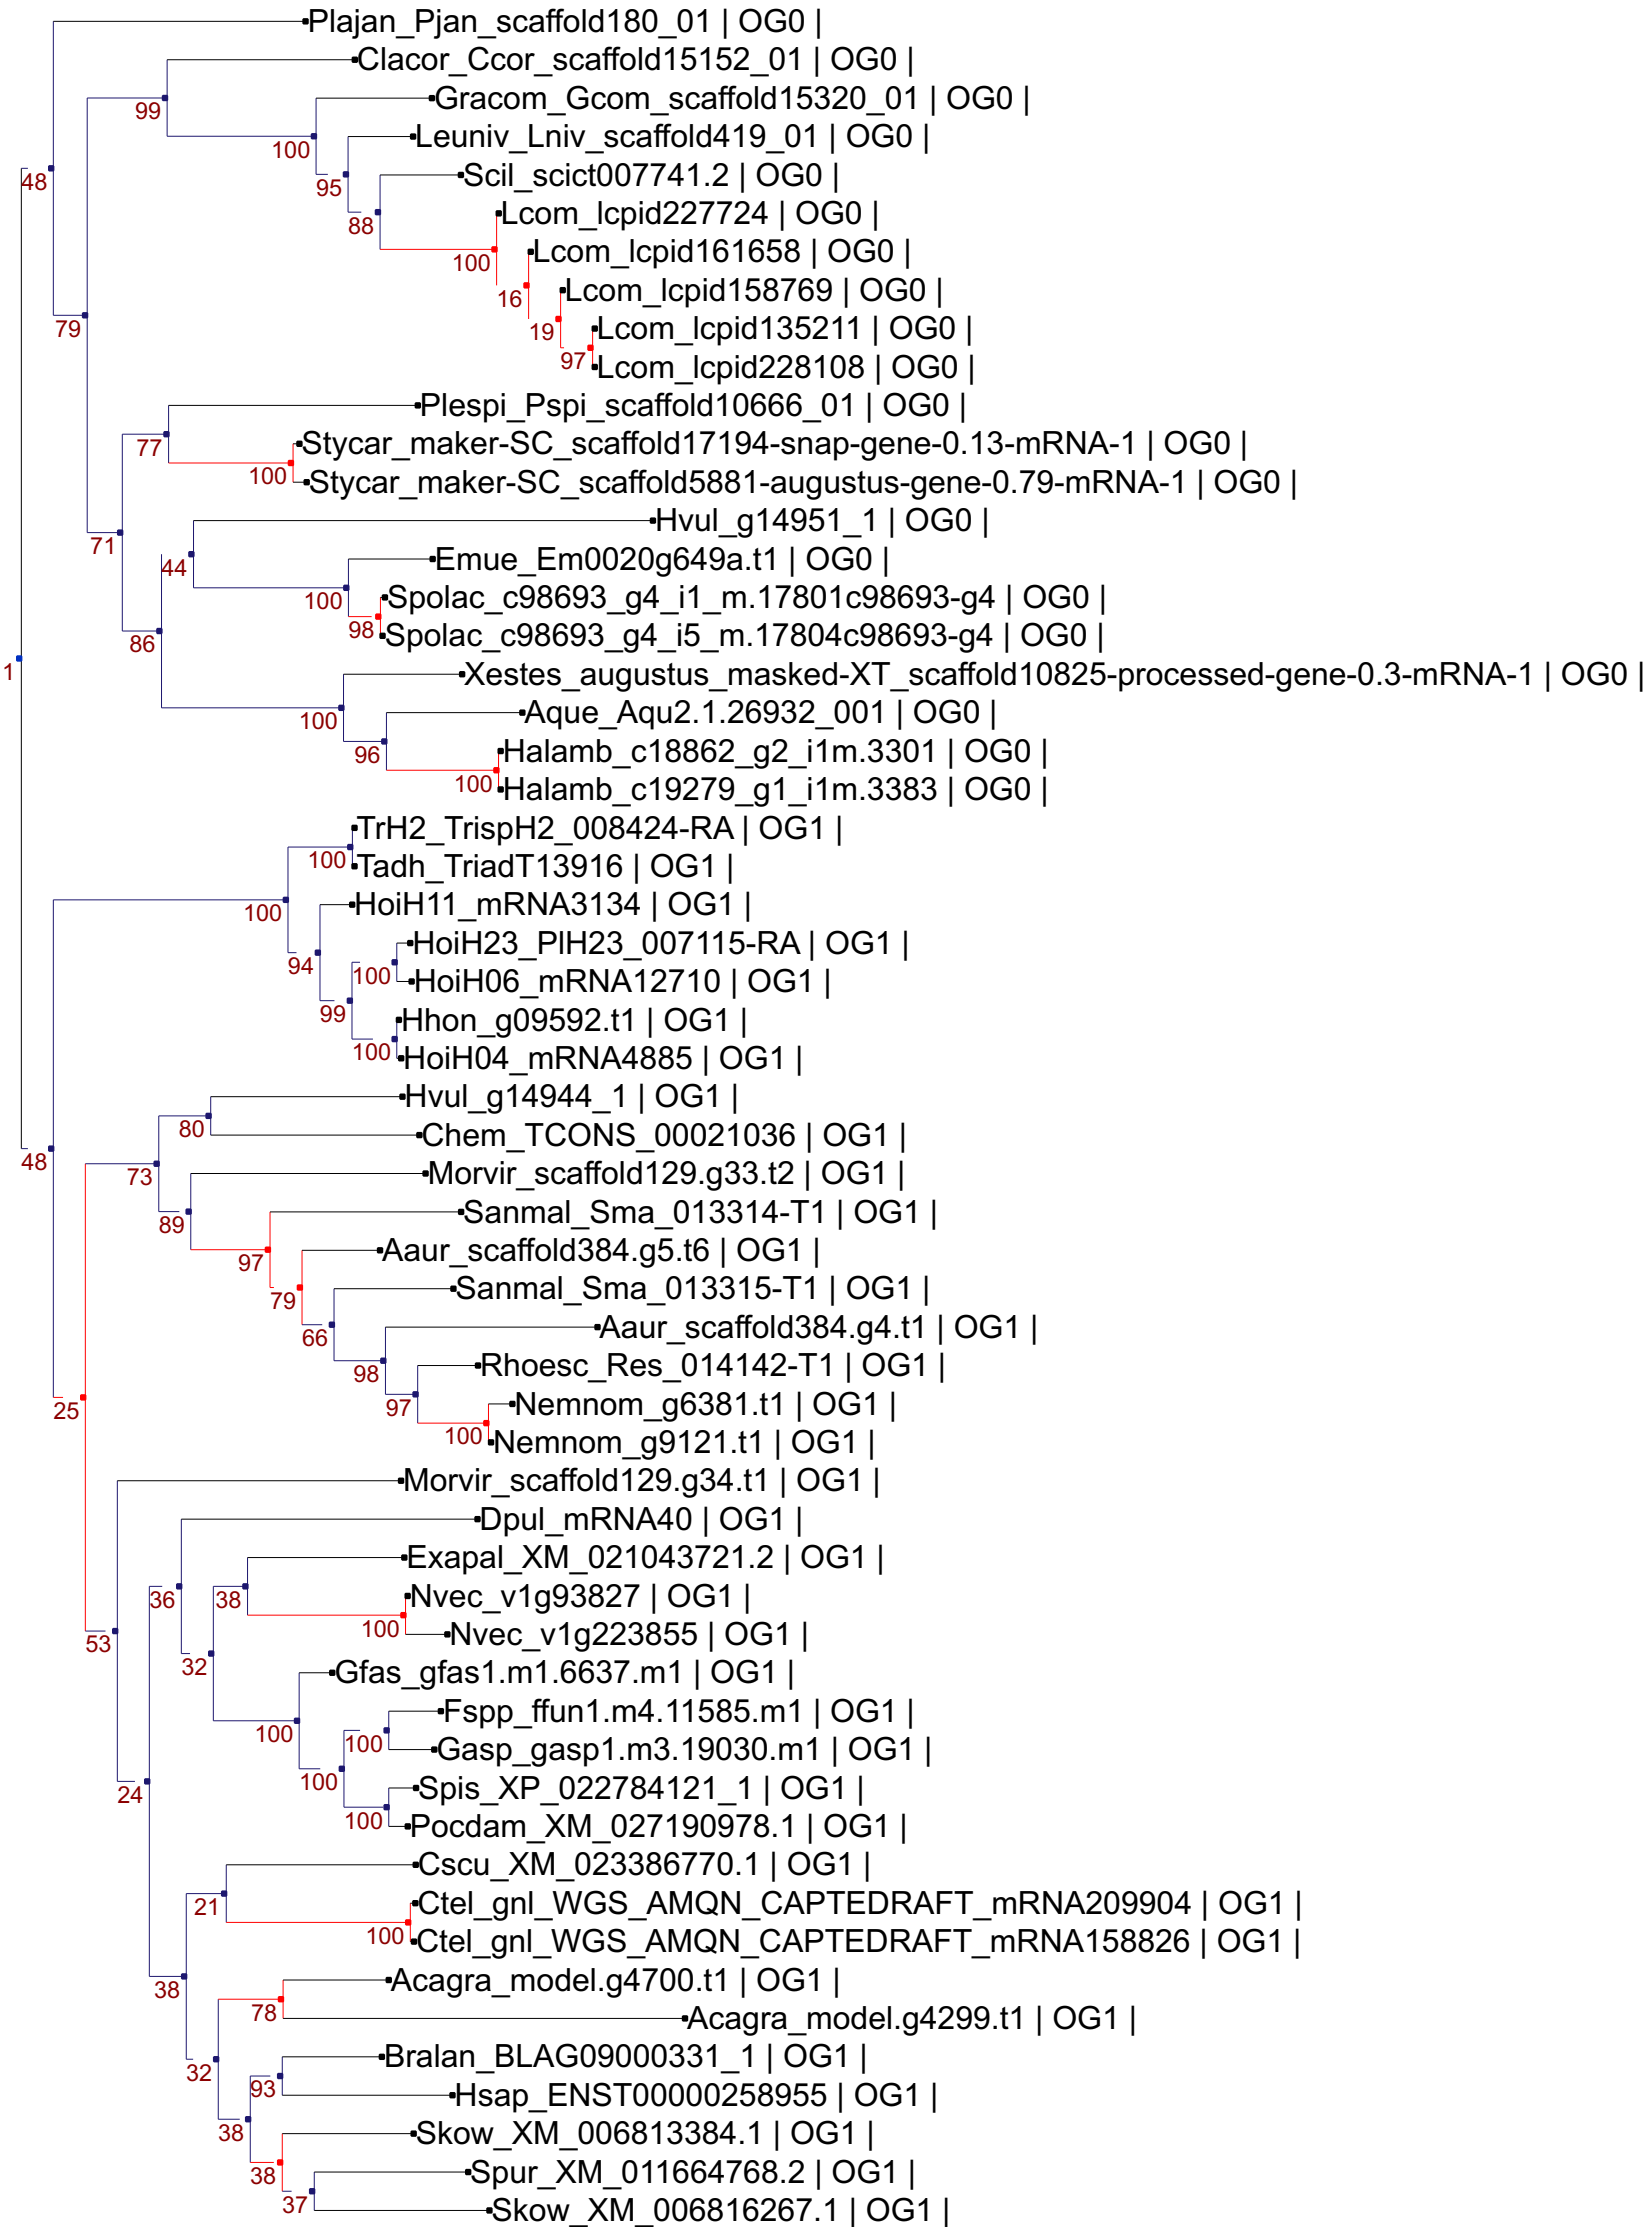 Plajan_Pjan_scaffold180_01 | OG0 |
Clacor_Ccor_scaffold15152_01 | OG0 |
99 Gracom_Gcom_scaffold15320_01 | OG0 |
100 Leuniv_Lniv_scaffold419_01 | OG0 |
48 95 Scil_scict007741.2 | OG0 |
88 Lcom_lcpid227724 | OG0 |
100 Lcom_lcpid161658 | OG0 |
16 Lcom_lcpid158769 | OG0 |
79 19 Lcom_lcpid135211 | OG0 |
97 Lcom_lcpid228108 | OG0 |
Plespi_Pspi_scaffold10666_01 | OG0 |
77 Stycar_maker-SC_scaffold17194-snap-gene-0.13-mRNA-1 | OG0 |
100 Stycar_maker-SC_scaffold5881-augustus-gene-0.79-mRNA-1 | OG0 |
Hvul_g14951_1 | OG0 |
71 44 Emue_Em0020g649a.t1 | OG0 |
100 Spolac_c98693_g4_i1_m.17801c98693-g4 | OG0 |
98 Spolac_c98693_g4_i5_m.17804c98693-g4 | OG0 |
86
1 Xestes_augustus_masked-XT_scaffold10825-processed-gene-0.3-mRNA-1 | OG0 |
100 Aque_Aqu2.1.26932_001 | OG0 |
96 Halamb_c18862_g2_i1m.3301 | OG0 |
100 Halamb_c19279_g1_i1m.3383 | OG0 |
TrH2_TrispH2_008424-RA | OG1 |
100 Tadh_TriadT13916 | OG1 |
100 HoiH11_mRNA3134 | OG1 |
HoiH23_PlH23_007115-RA | OG1 |
94 100 HoiH06_mRNA12710 | OG1 |
99 Hhon_g09592.t1 | OG1 |
100 HoiH04_mRNA4885 | OG1 |
Hvul_g14944_1 | OG1 |
80 Chem_TCONS_00021036 | OG1 |
48 73 Morvir_scaffold129.g33.t2 | OG1 |
89 Sanmal_Sma_013314-T1 | OG1 |
97 Aaur_scaffold384.g5.t6 | OG1 |
79 Sanmal_Sma_013315-T1 | OG1 |
66 Aaur_scaffold384.g4.t1 | OG1 |
98 Rhoesc_Res_014142-T1 | OG1 |
25 97 Nemnom_g6381.t1 | OG1 |
100 Nemnom_g9121.t1 | OG1 |
Morvir_scaffold129.g34.t1 | OG1 |
Dpul_mRNA40 | OG1 |
Exapal_XM_021043721.2 | OG1 |
36 38 Nvec_v1g93827 | OG1 |
100 Nvec_v1g223855 | OG1 |
53 32 Gfas_gfas1.m1.6637.m1 | OG1 |
Fspp_ffun1.m4.11585.m1 | OG1 |
100 100 Gasp_gasp1.m3.19030.m1 | OG1 |
24 100 Spis_XP_022784121_1 | OG1 |
100 Pocdam_XM_027190978.1 | OG1 |
Cscu_XM_023386770.1 | OG1 |
21 Ctel_gnl_WGS_AMQN_CAPTEDRAFT_mRNA209904 | OG1 |
100 Ctel_gnl_WGS_AMQN_CAPTEDRAFT_mRNA158826 | OG1 |
38 Acagra_model.g4700.t1 | OG1 |
78 Acagra_model.g4299.t1 | OG1 |
Bralan_BLAG09000331_1 | OG1 |
32 93 Hsap_ENST00000258955 | OG1 |
38 Skow_XM_006813384.1 | OG1 |
38 Spur_XM_011664768.2 | OG1 |
37 Skow_XM_006816267.1 | OG1 |